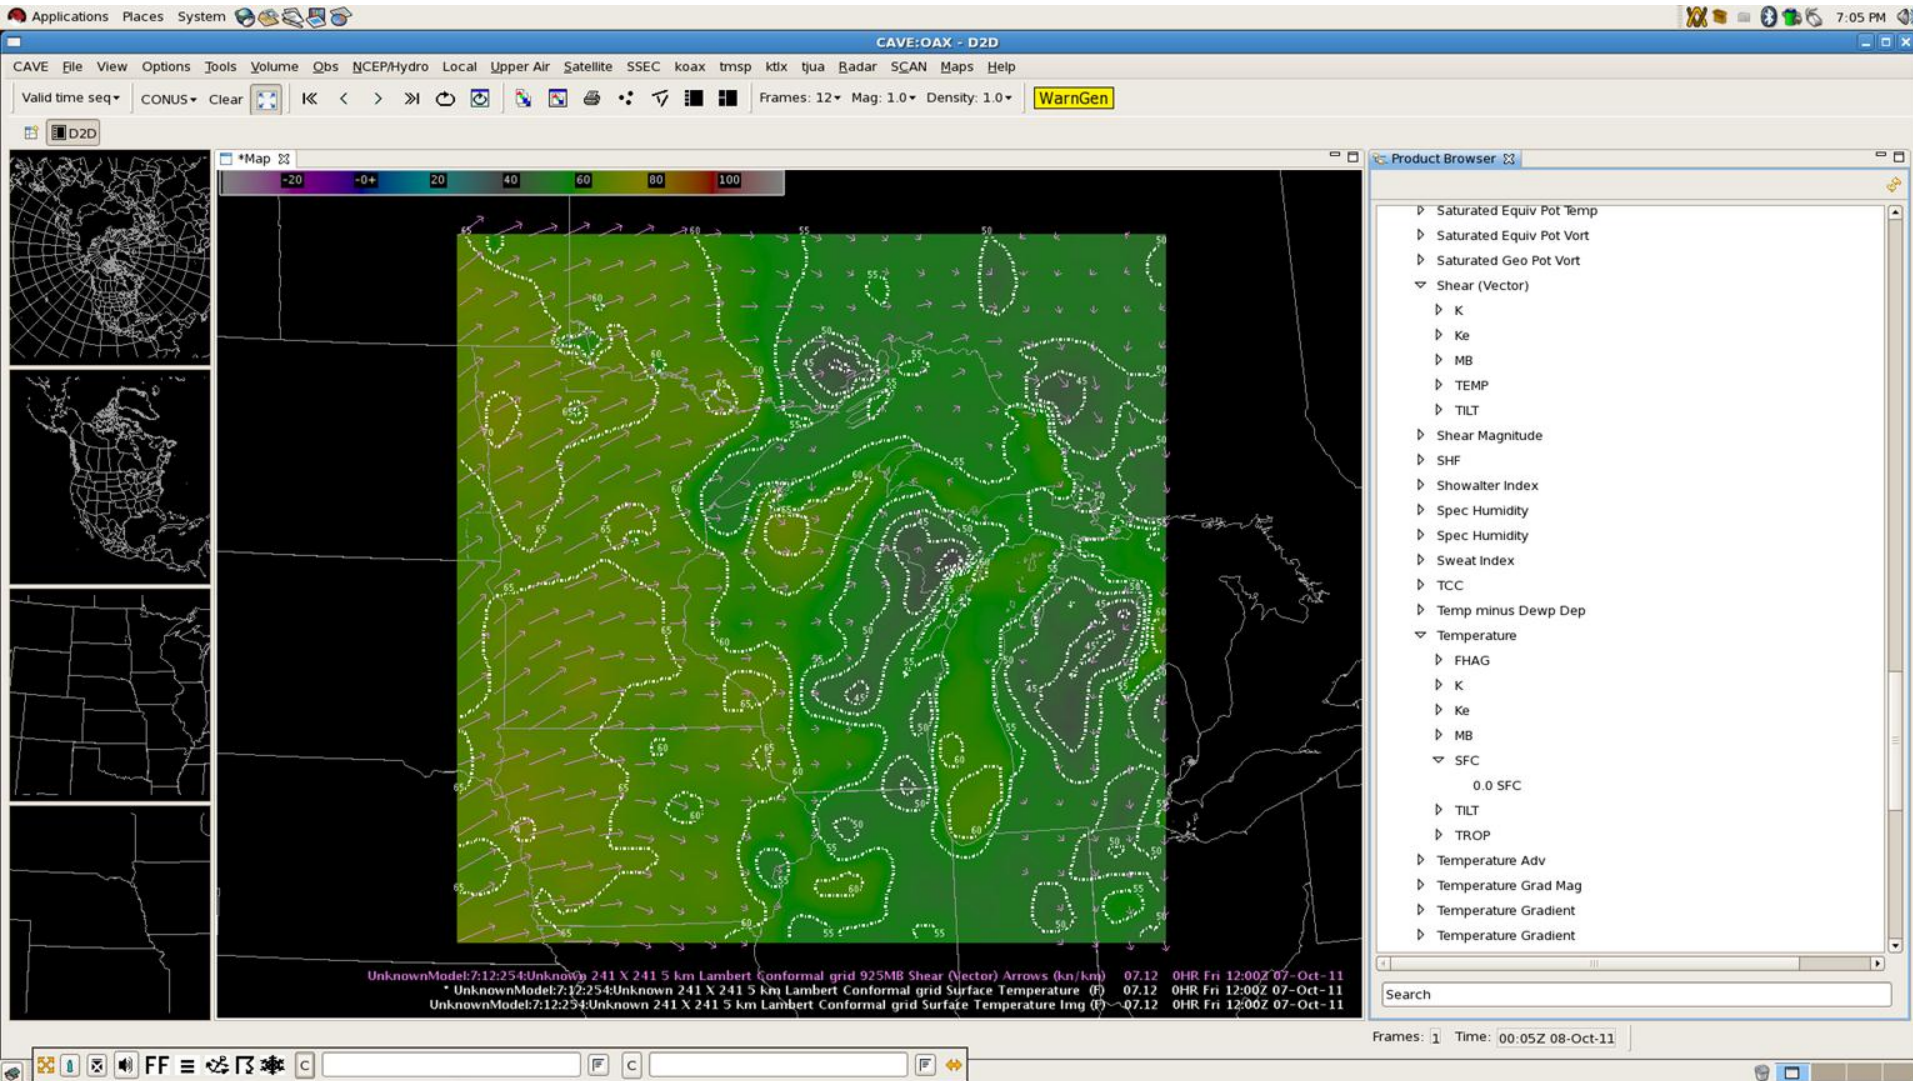 Applications Places System 7:05 PM
CAVE:OAX - D2D
CAVE File View Options Tools Volume Obs NCEP/Hydro Local Upper Air Satellite SSEC koax tmsp ktlx tjua Radar SCAN Maps Help
Valid time seq CONUS Clear Frames: 12 Mag: 1.0 Density: 1.0 WarnGen
D2D
*Map
-20 -0+ 20 40 60 80 100
UnknownModel:7:12:254:Unknown 241 X 241 5 km Lambert Conformal grid 925MB Shear (Vector) Arrows (kn/km) 07.12 0HR Fri 12:00Z 07-Oct-11
* UnknownModel:7:12:254:Unknown 241 X 241 5 km Lambert Conformal grid Surface Temperature (F) 07.12 0HR Fri 12:00Z 07-Oct-11
UnknownModel:7:12:254:Unknown 241 X 241 5 km Lambert Conformal grid Surface Temperature Img (F) 07.12 0HR Fri 12:00Z 07-Oct-11
Product Browser
Saturated Equiv Pot Temp
Saturated Equiv Pot Vort
Saturated Geo Pot Vort
Shear (Vector)
K
Ke
MB
TEMP
TILT
Shear Magnitude
SHF
Showalter Index
Spec Humidity
Spec Humidity
Sweat Index
TCC
Temp minus Dewp Dep
Temperature
FHAG
K
Ke
MB
SFC
0.0 SFC
TILT
TROP
Temperature Adv
Temperature Grad Mag
Temperature Gradient
Temperature Gradient
Search
Frames: 1 Time: 00:05Z 08-Oct-11
FF C C